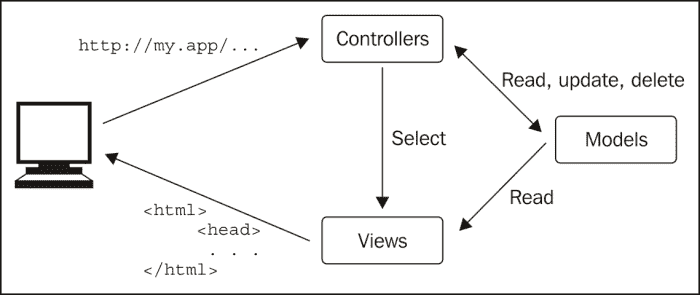 http://my.app/...
Controllers
Read, update, delete
Select
Models
Read
<html>
<head>
. . .
</html>
Views